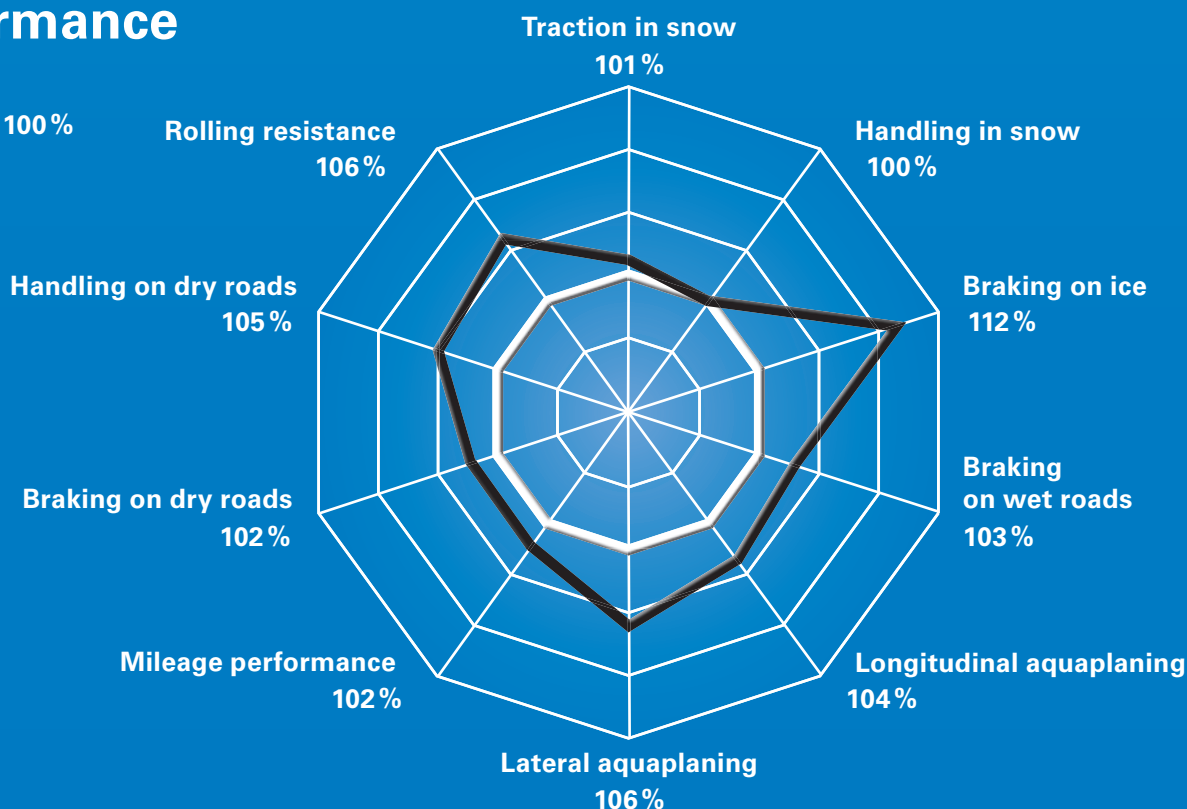 rmance
100 %
Traction in snow
101 %
Handling in snow
100 %
Braking on ice
112 %
Braking
on wet roads
103 %
Longitudinal aquaplaning
104 %
Lateral aquaplaning
106 %
Mileage performance
102 %
Braking on dry roads
102 %
Handling on dry roads
105 %
Rolling resistance
106 %